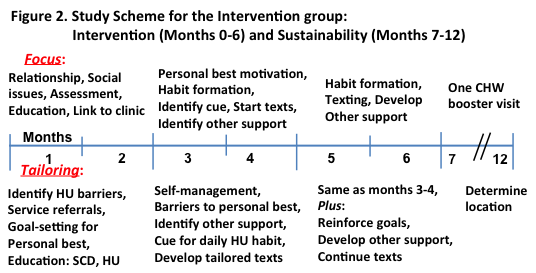 Figure 2. Study Scheme for the Intervention group:
Intervention (Months 0-6) and Sustainability (Months 7-12)
Focus:
Relationship, Social
issues, Assessment,
Education, Link to clinic
Personal best motivation,
Habit formation,
Identify cue, Start texts,
Identify other support
Habit formation,
Texting, Develop
Other support
One CHW
booster visit
Months
1 2 3 4 5 6 7 12
Tailoring:
Identify HU barriers,
Service referrals,
Goal-setting for
Personal best,
Education: SCD, HU
Self-management,
Barriers to personal best,
Identify other support,
Cue for daily HU habit,
Develop tailored texts
Same as months 3-4,
Plus:
Reinforce goals,
Develop other support,
Continue texts
Determine
location